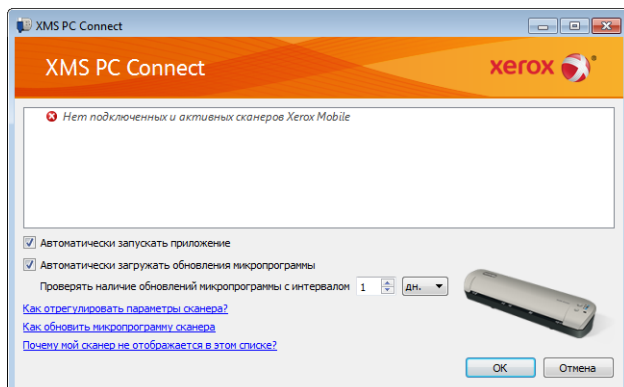 XMS PC Connect
XMS PC Connect
xerox
Нет подключенных и активных сканеров Xerox Mobile
Автоматически запускать приложение
Автоматически загружать обновления микропрограммы
Проверять наличие обновлений микропрограммы с интервалом 1 дн.
Как отрегулировать параметры сканера?
Как обновить микропрограмму сканера
Почему мой сканер не отображается в этом списке?
OK Отмена